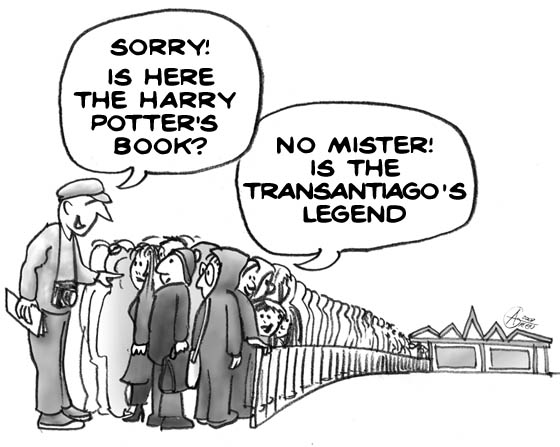 SORRY!
IS HERE
THE HARRY
POTTER'S
BOOK?
NO MISTER!
IS THE
TRANSANTIAGO'S
LEGEND